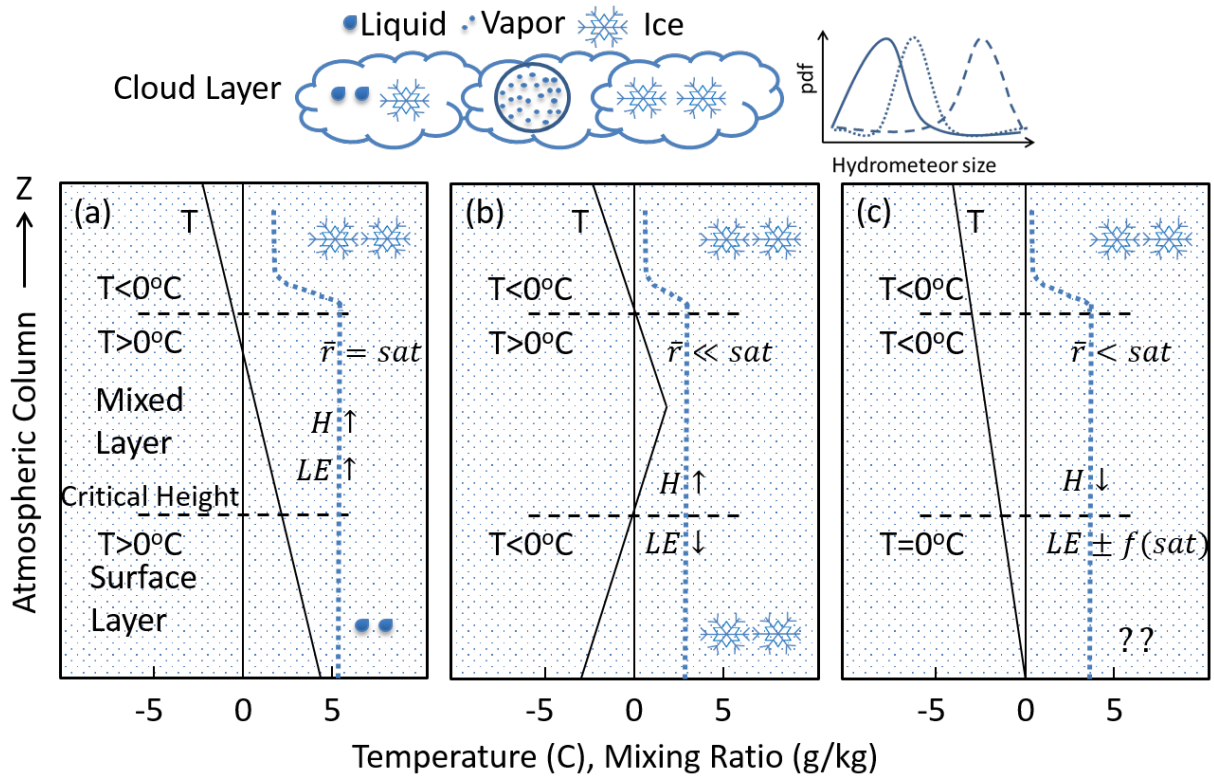 Liquid Vapor Ice
Cloud Layer
pdf
Hydrometeor size
Z
Atmospheric Column
(a)
T
T<0°C
T>0°C
r̄ = sat
Mixed
Layer
H ↑
LE ↑
Critical Height
T>0°C
Surface
Layer
-5 0 5
(b)
T
T<0°C
T>0°C
r̄ ≪ sat
H ↑
T<0°C
LE ↓
-5 0 5
(c)
T
T<0°C
T<0°C
r̄ < sat
H ↓
T=0°C
LE ± f(sat)
??
-5 0 5
Temperature (C), Mixing Ratio (g/kg)